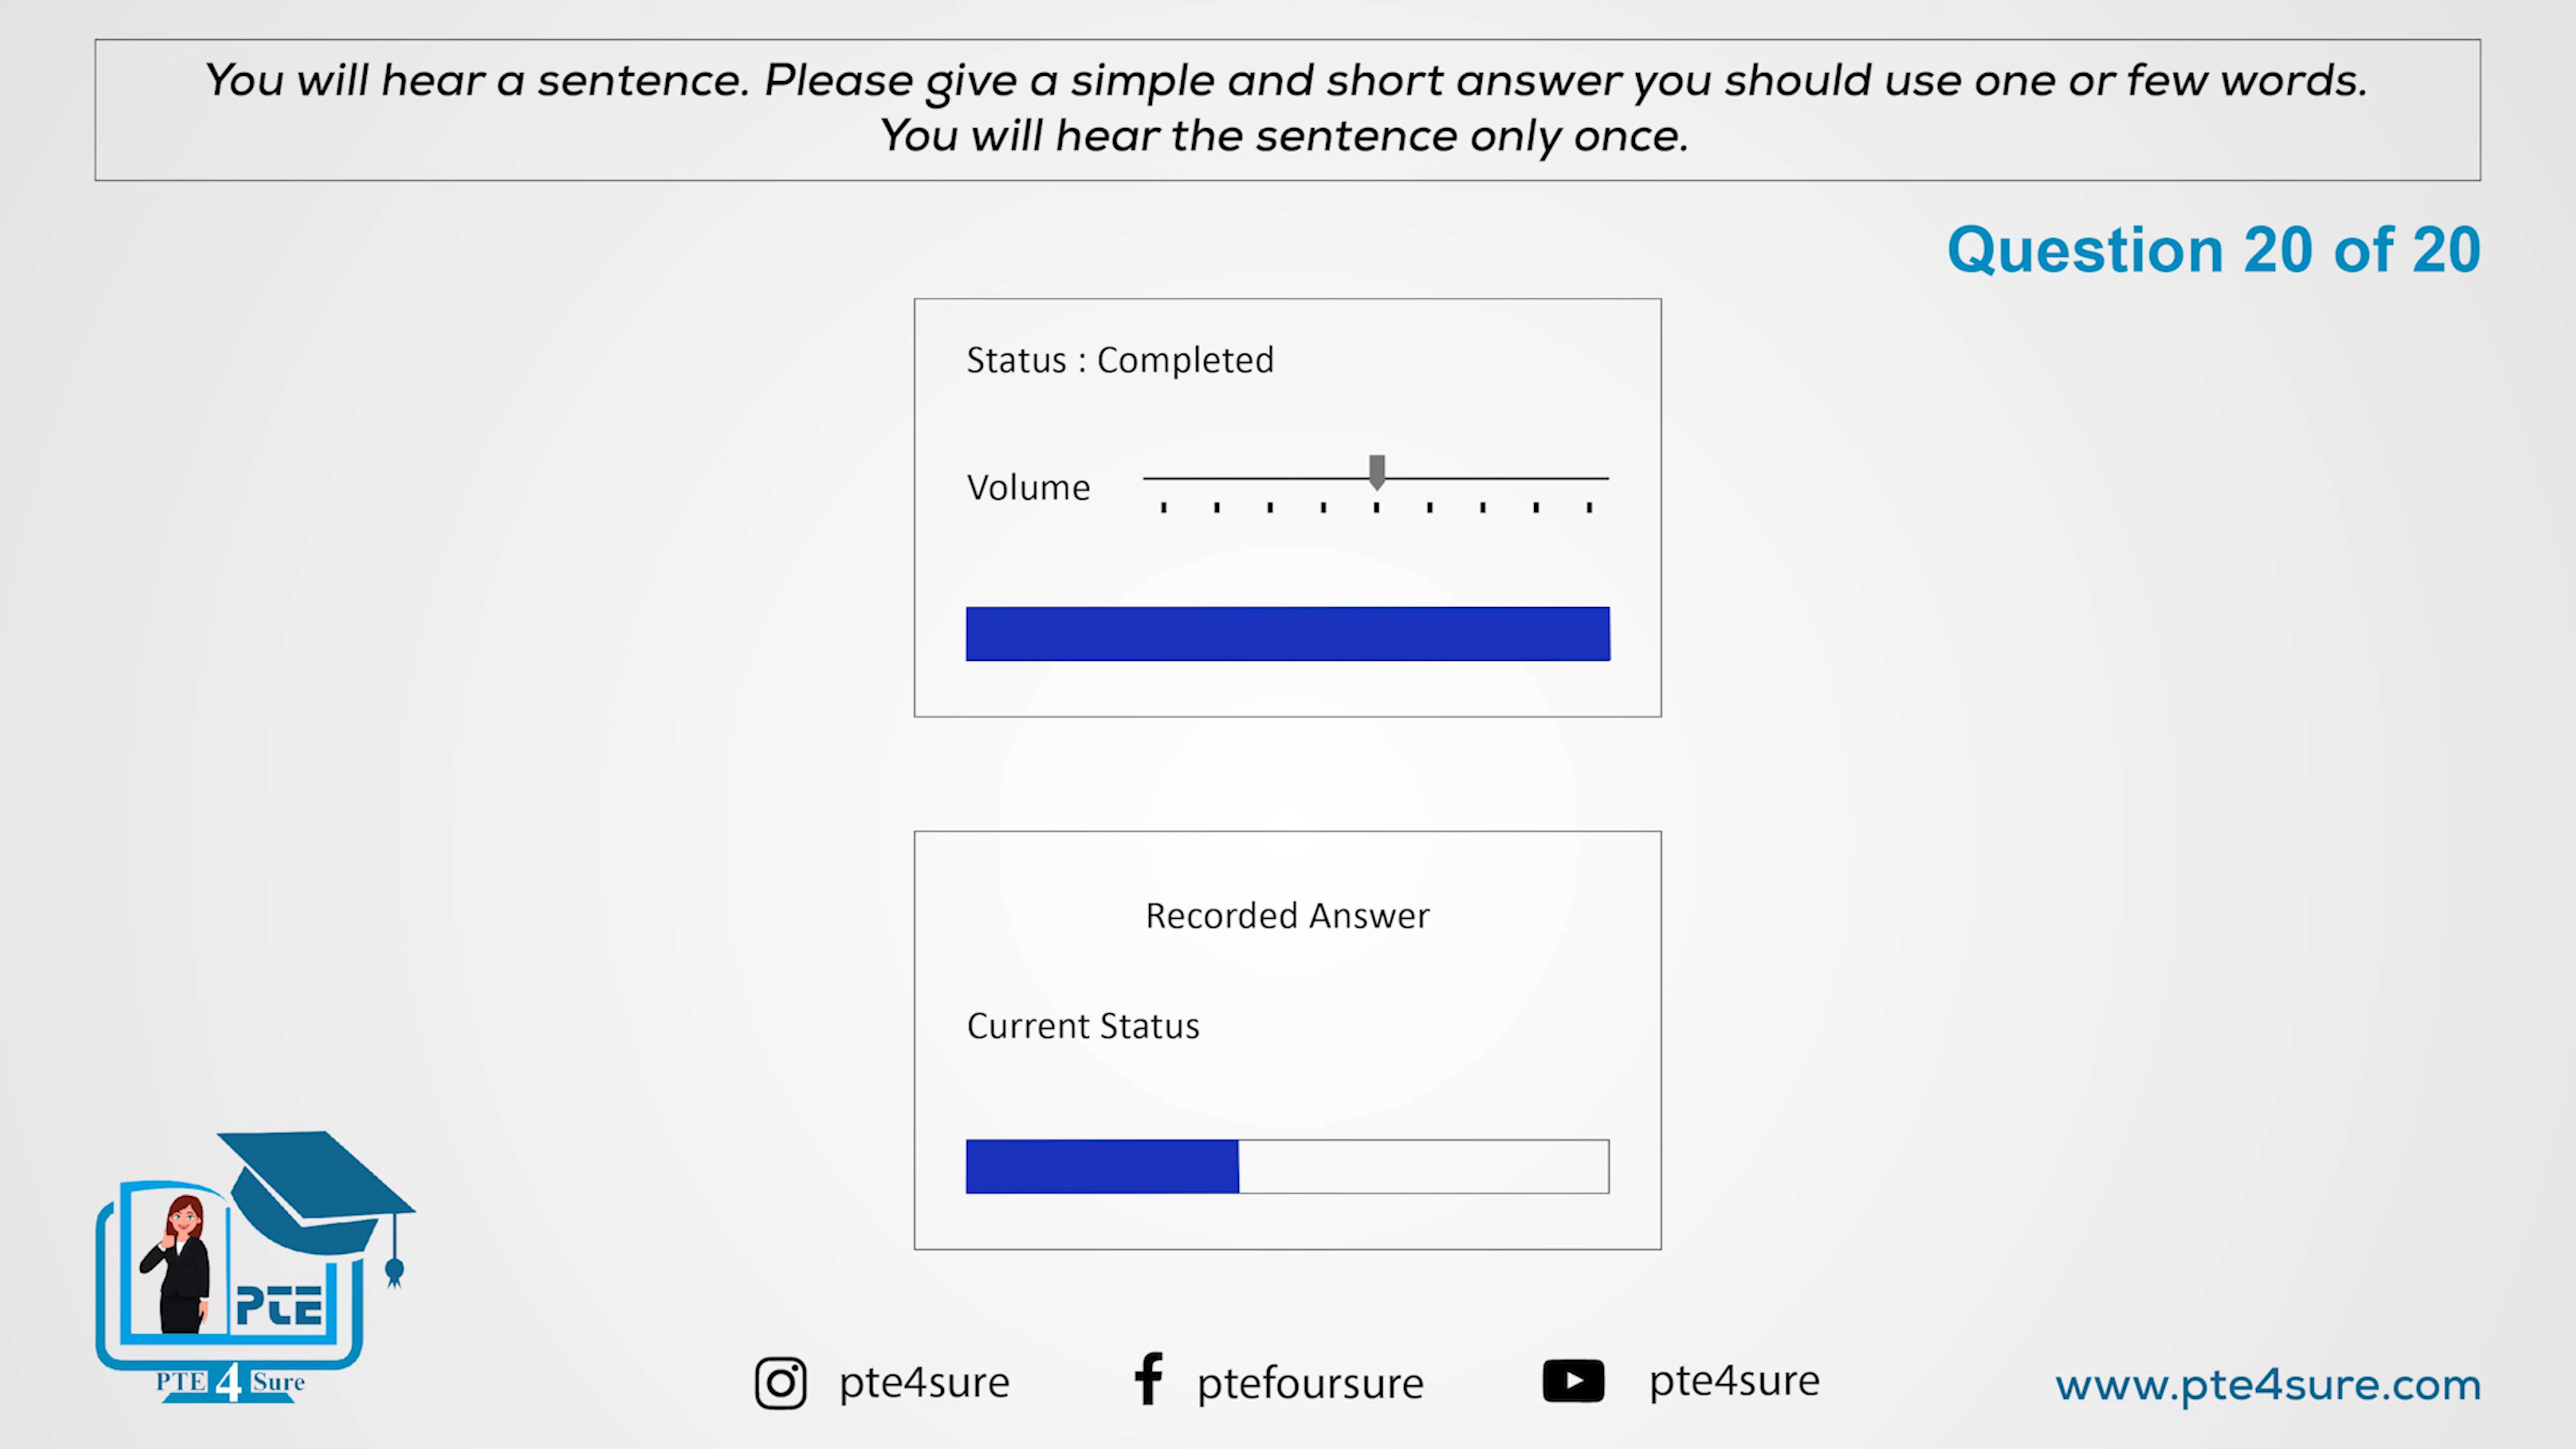 You will hear a sentence. Please give a simple and short answer you should use one or few words.
You will hear the sentence only once.
Question 20 of 20
Status : Completed
Volume
Recorded Answer
Current Status
PTE
PTE 4 Sure
pte4sure
ptefoursure
pte4sure
www.pte4sure.com